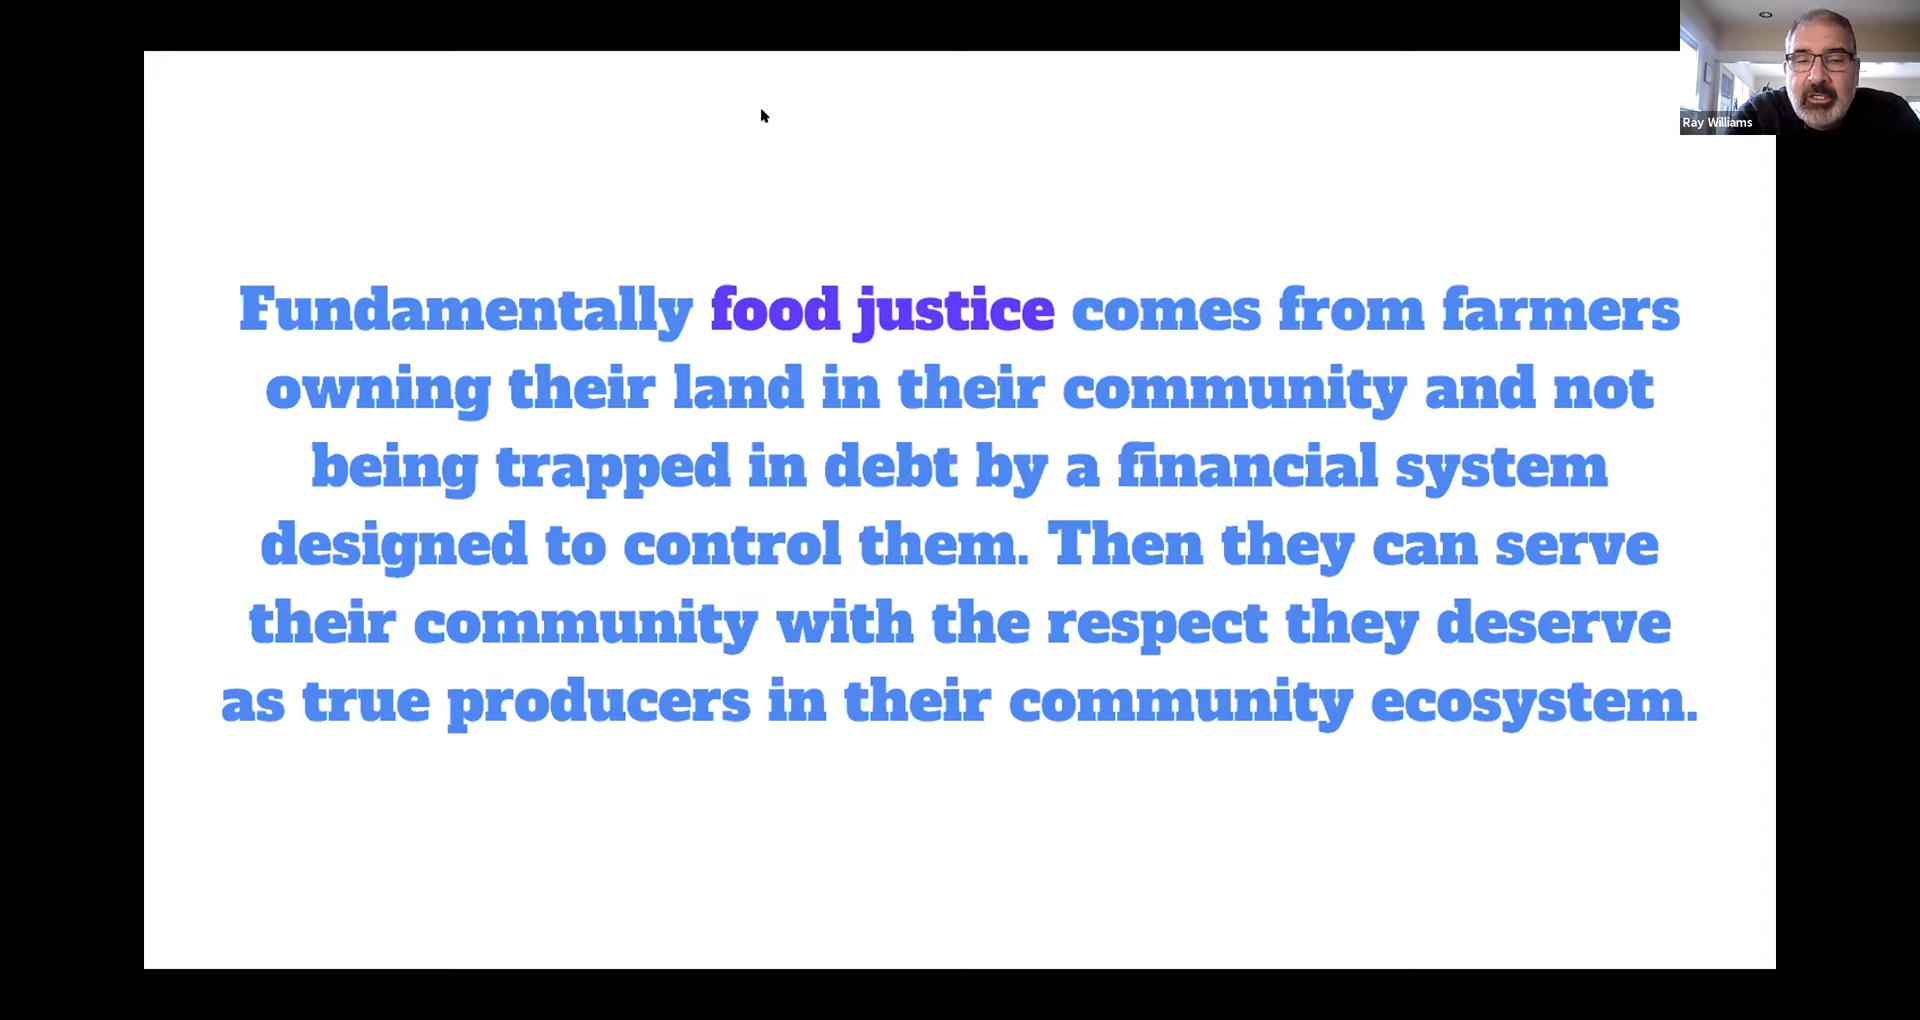 Ray Williams
Fundamentally food justice comes from farmers
owning their land in their community and not
being trapped in debt by a financial system
designed to control them. Then they can serve
their community with the respect they deserve
as true producers in their community ecosystem.